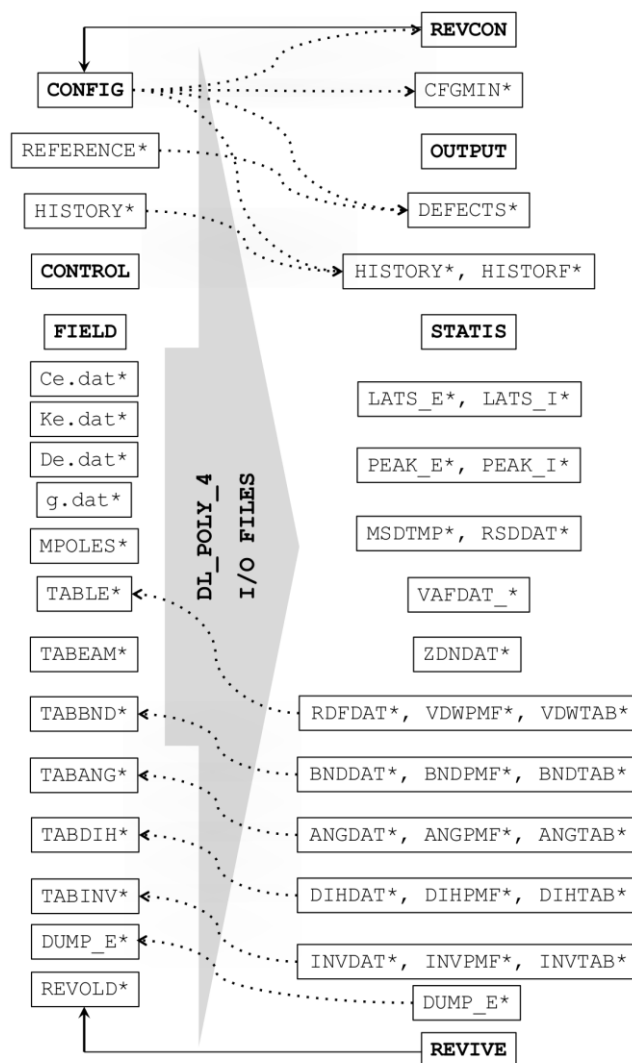 REVCON
CONFIG
CFGMIN*
REFERENCE*
OUTPUT
HISTORY*
DEFECTS*
CONTROL
HISTORY*, HISTORF*
FIELD
STATIS
Ce.dat*
LATS_E*, LATS_I*
Ke.dat*
De.dat*
PEAK_E*, PEAK_I*
g.dat*
MPOLES*
MSDTMP*, RSDDAT*
TABLE*
VAFDAT_*
TABEAM*
ZDNDAT*
TABBND*
RDFDAT*, VDWPMF*, VDWTAB*
TABANG*
BNDDAT*, BNDPMF*, BNDTAB*
TABDIH*
ANGDAT*, ANGPMF*, ANGTAB*
TABINV*
DIHDAT*, DIHPMF*, DIHTAB*
DUMP_E*
INVDAT*, INVPMF*, INVTAB*
REVOLD*
DUMP_E*
REVIVE
DL_POLY_4
I/O FILES